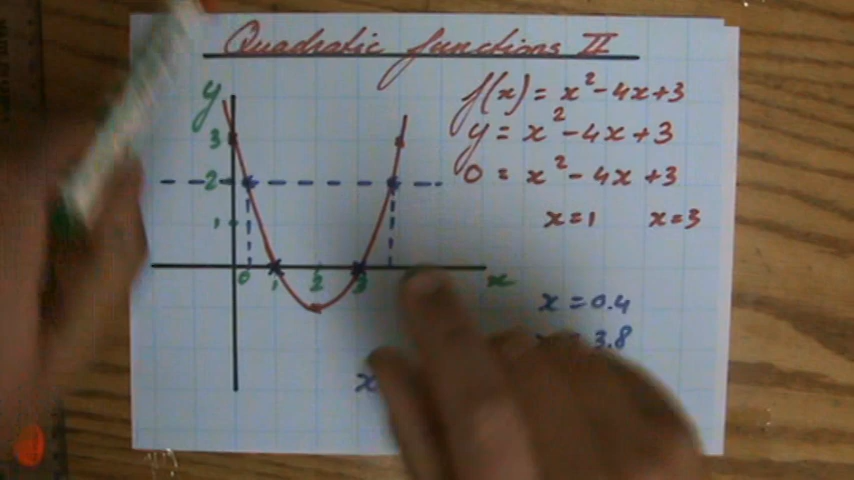 Quadratic functions II
y
f(x) = x²-4x+3
y = x²-4x+3
3
0 = x²-4x+3
2
x=1 x=3
1
0 1 2 3 x
x = 0.4
3.8
x